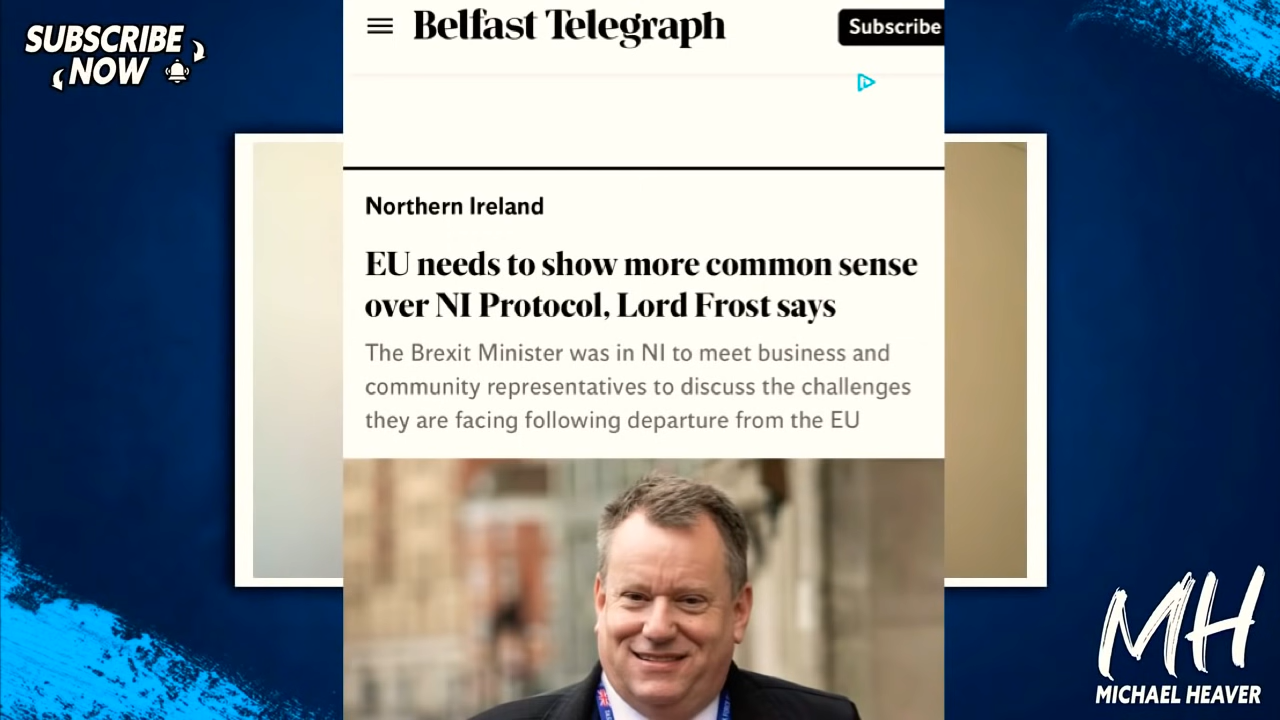 SUBSCRIBE
NOW
Belfast Telegraph
Subscribe
Northern Ireland
EU needs to show more common sense
over NI Protocol, Lord Frost says
The Brexit Minister was in NI to meet business and
community representatives to discuss the challenges
they are facing following departure from the EU
MH
MICHAEL HEAVER